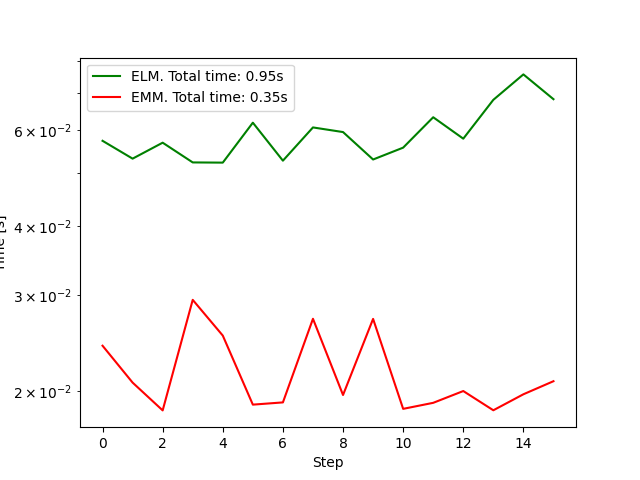 ELM. Total time: 0.95s
EMM. Total time: 0.35s
6 × 10⁻²
4 × 10⁻²
3 × 10⁻²
2 × 10⁻²
0 2 4 6 8 10 12 14
Step